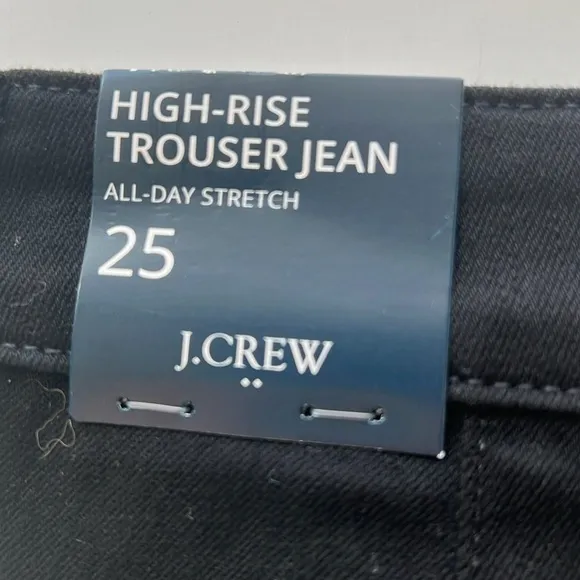 HIGH-RISE
TROUSER JEAN
ALL-DAY STRETCH
25
J.CREW